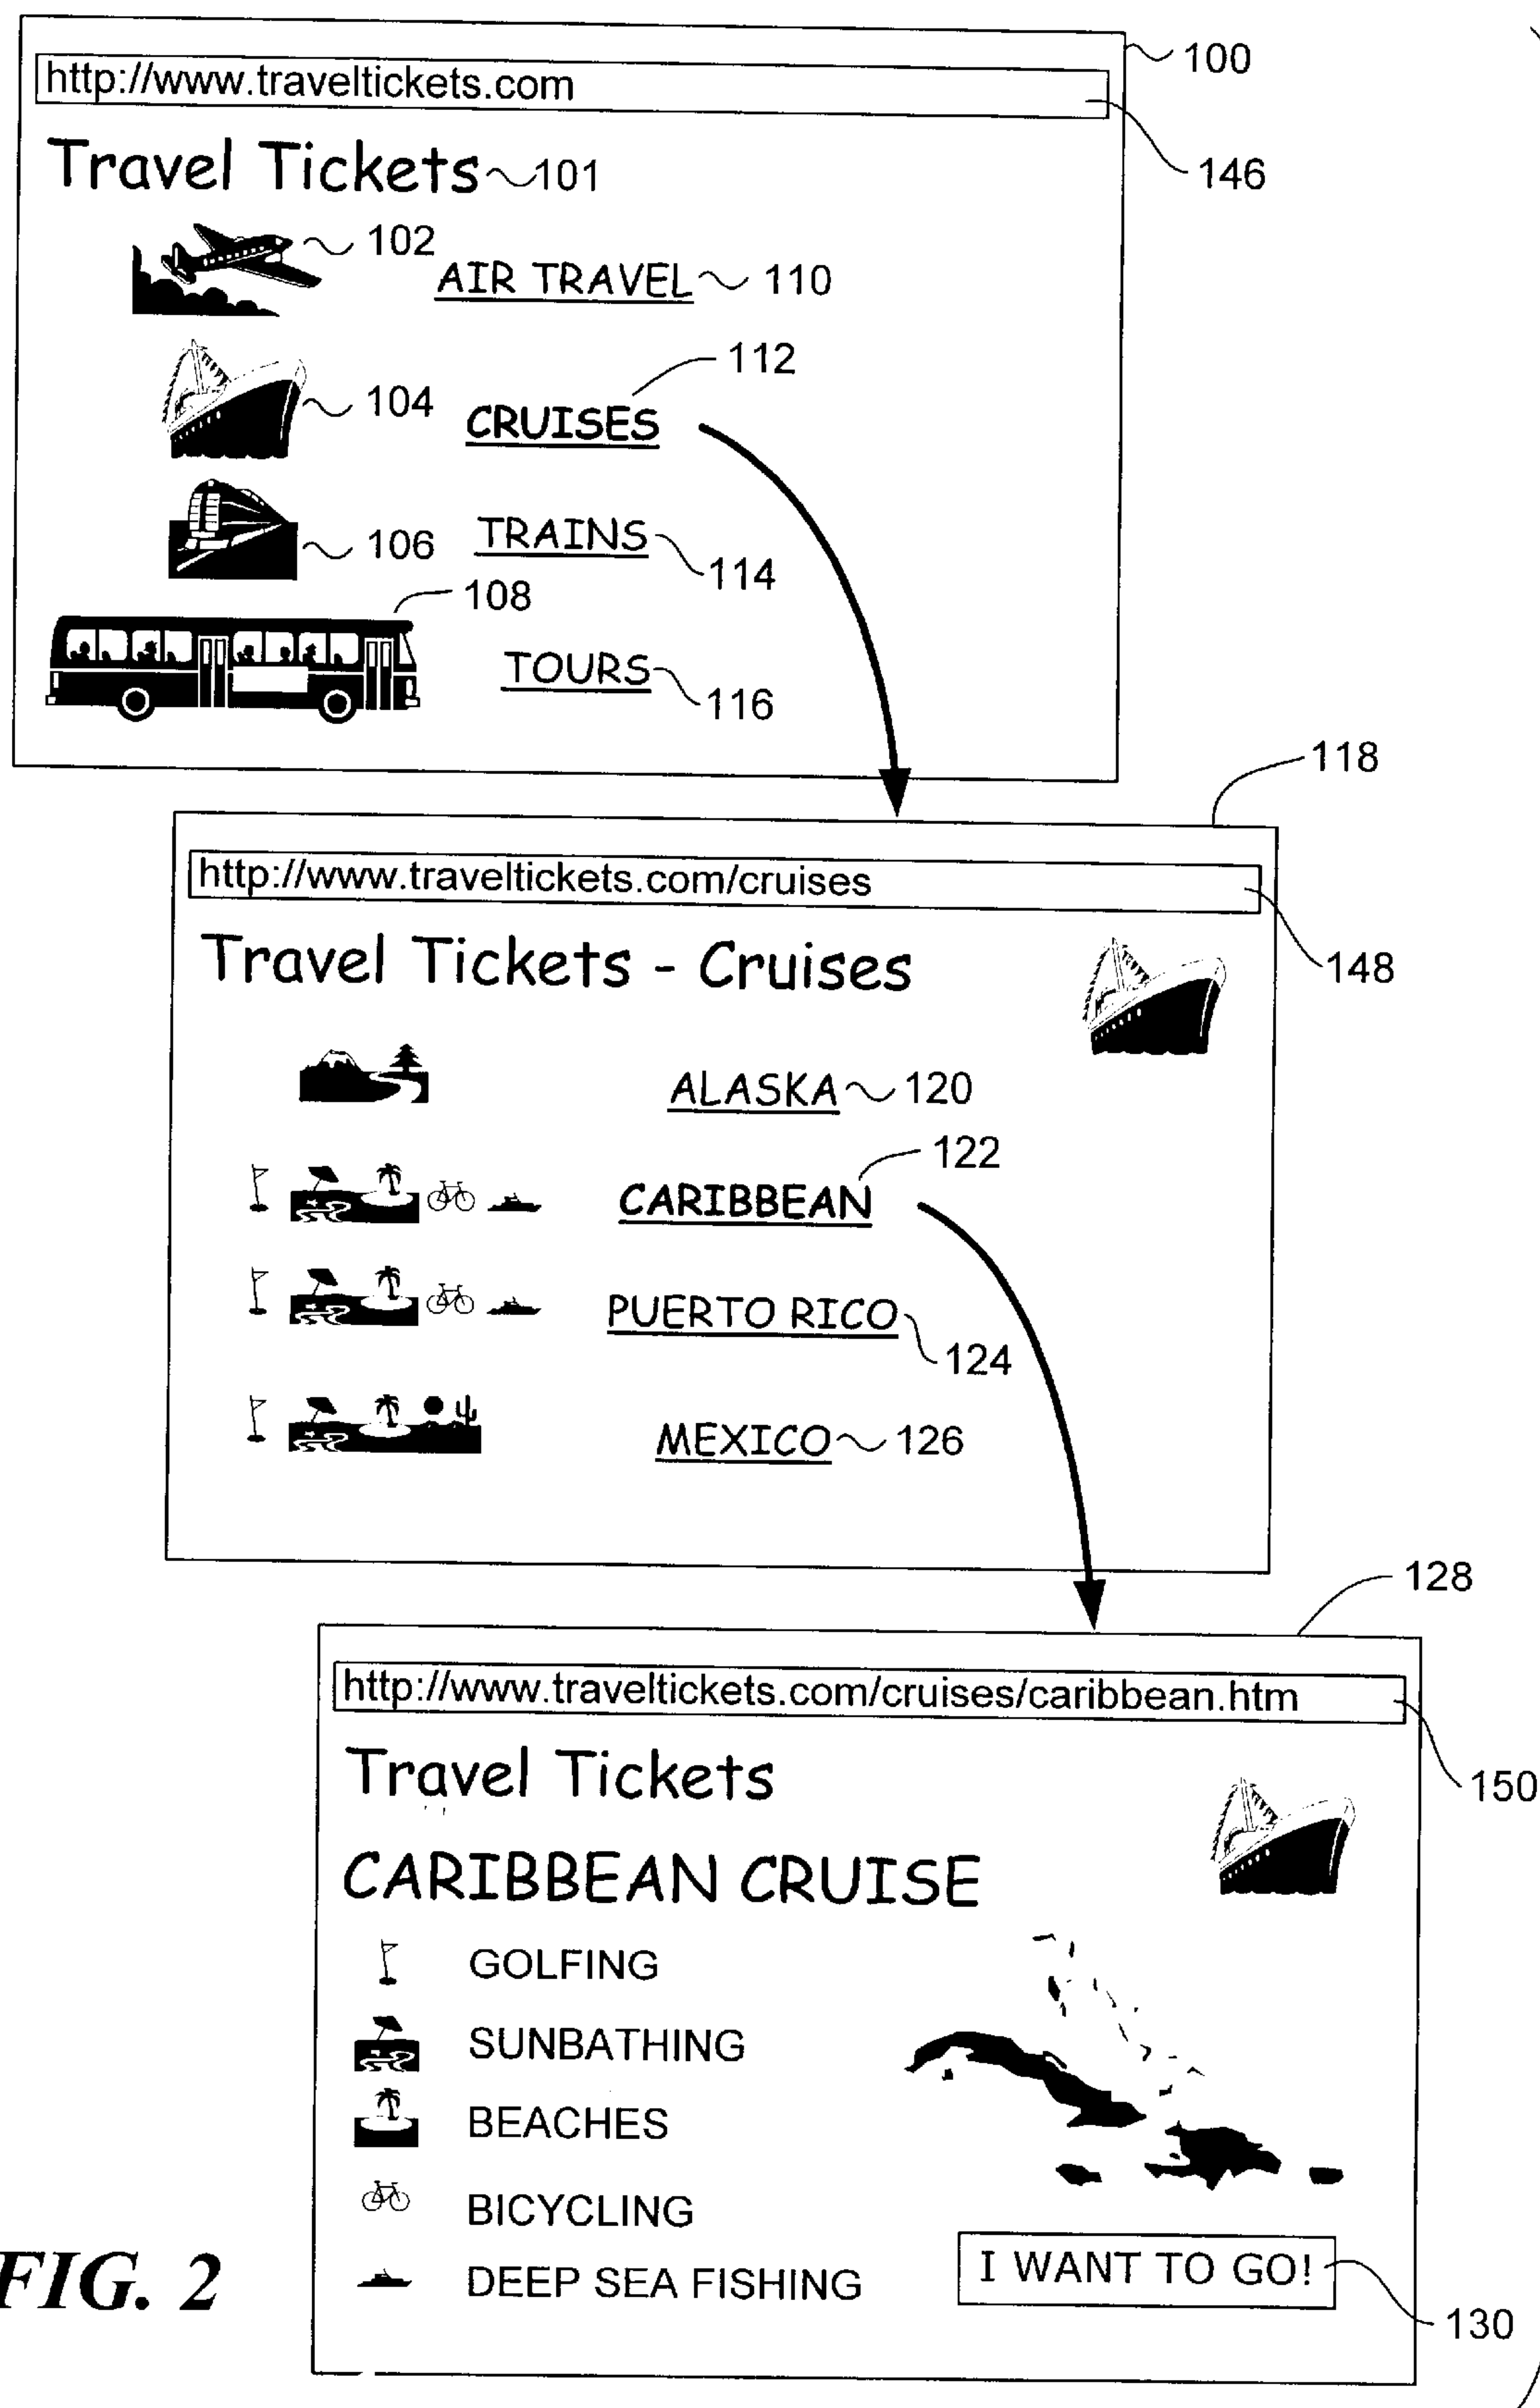 100
http://www.traveltickets.com
146
Travel Tickets 101
102
AIR TRAVEL 110
112
104
CRUISES
106
TRAINS
114
108
TOURS
116
118
http://www.traveltickets.com/cruises
148
Travel Tickets - Cruises
ALASKA 120
122
CARIBBEAN
PUERTO RICO
124
MEXICO 126
128
http://www.traveltickets.com/cruises/caribbean.htm
150
Travel Tickets
CARIBBEAN CRUISE
GOLFING
SUNBATHING
BEACHES
BICYCLING
DEEP SEA FISHING
I WANT TO GO!
130
FIG. 2